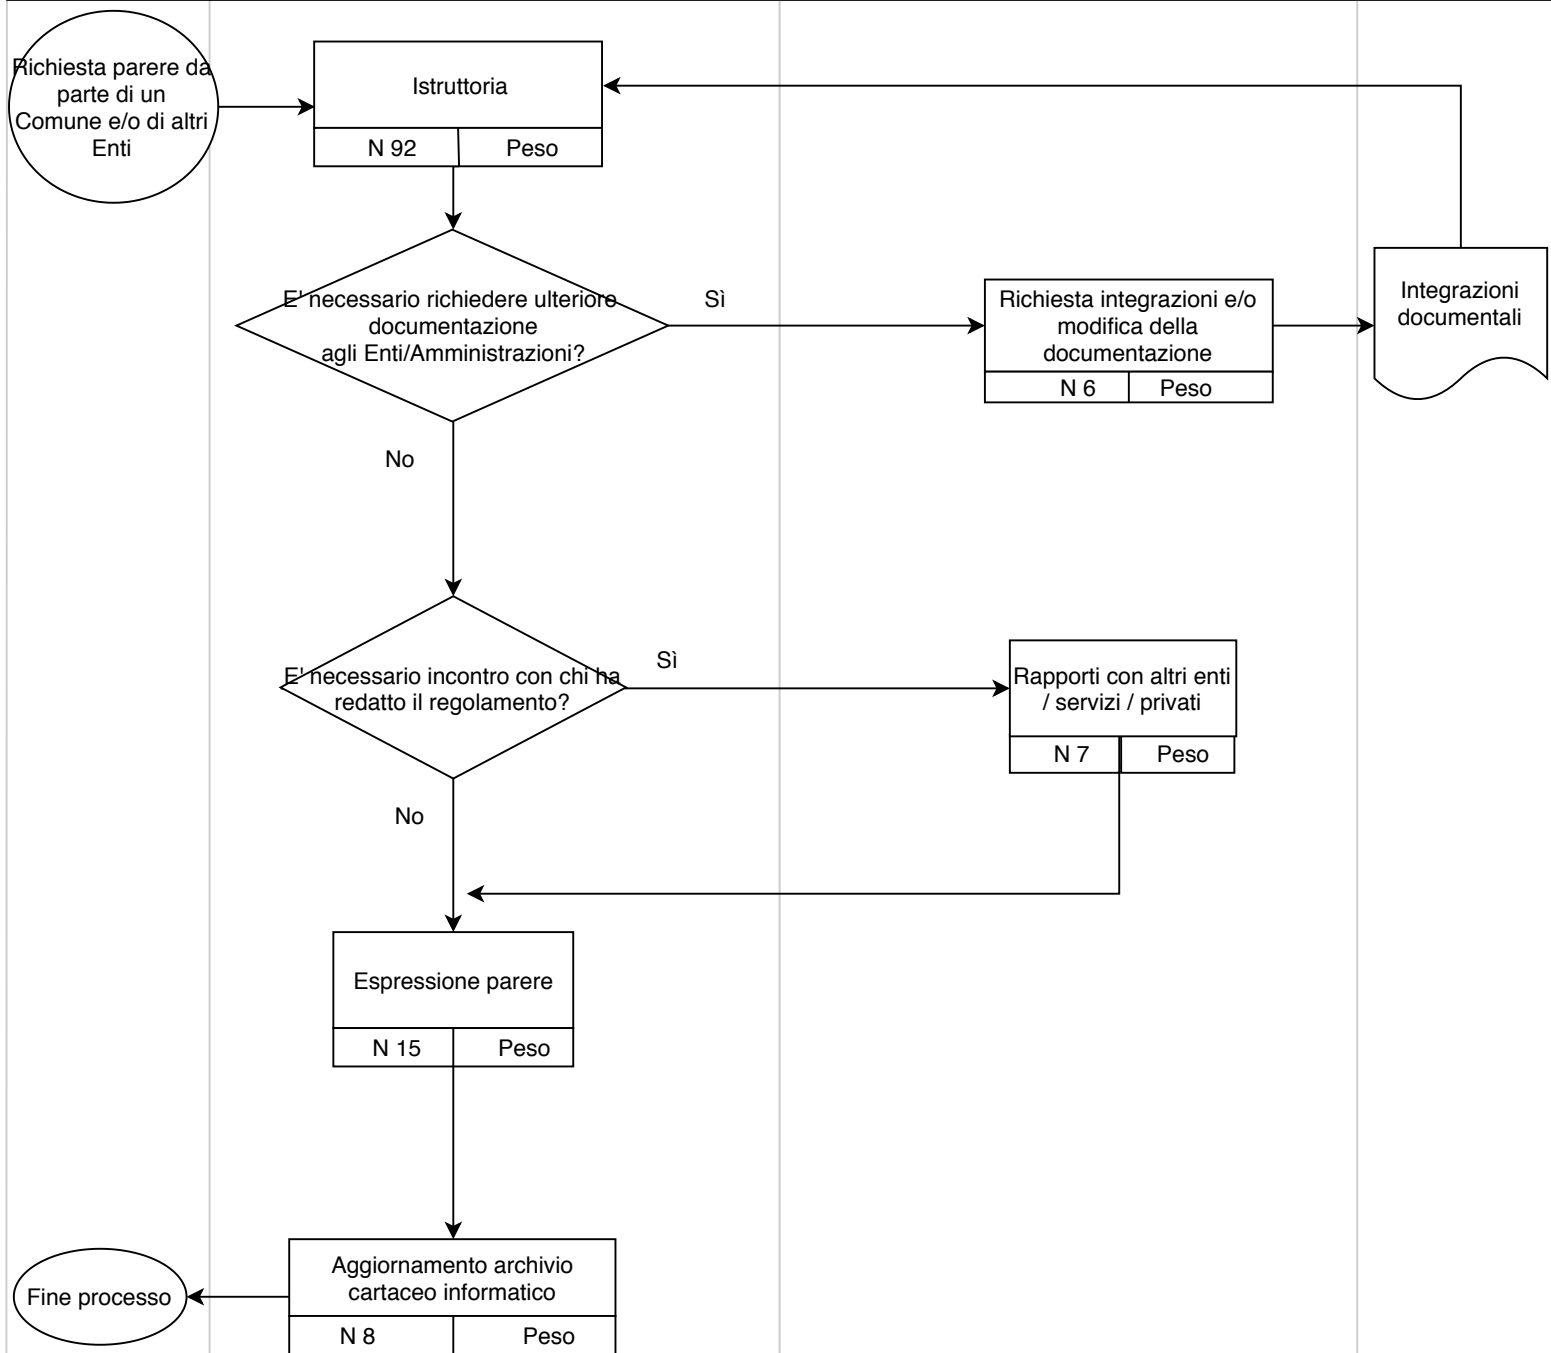 Richiesta parere da
parte di un
Comune e/o di altri
Enti
Istruttoria
N 92
Peso
E' necessario richiedere ulteriore
documentazione
agli Enti/Amministrazioni?
Sì
Richiesta integrazioni e/o
modifica della
documentazione
N 6
Peso
Integrazioni
documentali
No
E' necessario incontro con chi ha
redatto il regolamento?
Sì
Rapporti con altri enti
/ servizi / privati
N 7
Peso
No
Espressione parere
N 15
Peso
Aggiornamento archivio
cartaceo informatico
N 8
Peso
Fine processo